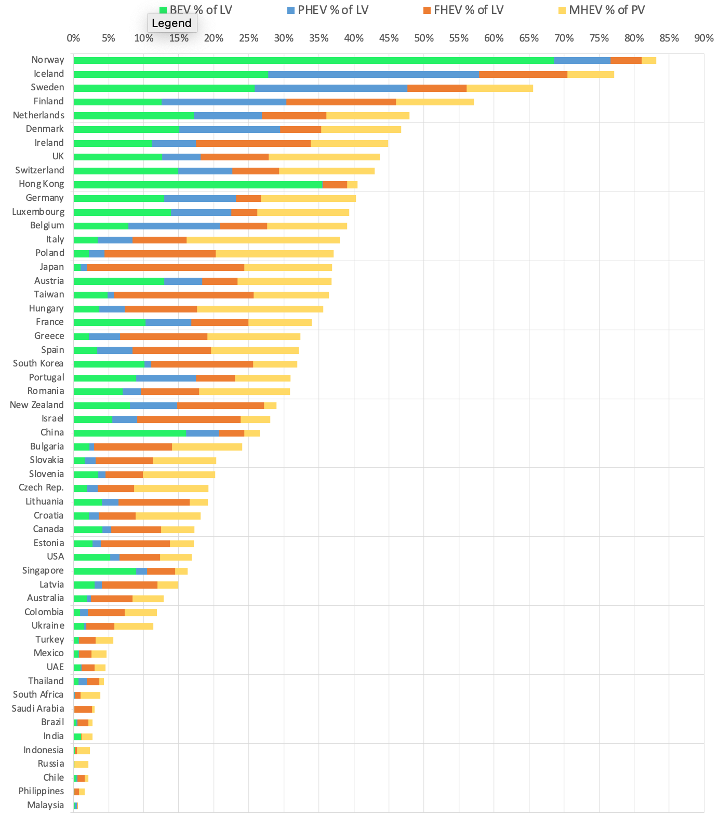 BEV % of LV PHEV % of LV FHEV % of LV MHEV % of PV
Legend
0% 5% 10% 15% 20% 25% 30% 35% 40% 45% 50% 55% 60% 65% 70% 75% 80% 85% 90%
Norway
Iceland
Sweden
Finland
Netherlands
Denmark
Ireland
UK
Switzerland
Hong Kong
Germany
Luxembourg
Belgium
Italy
Poland
Japan
Austria
Taiwan
Hungary
France
Greece
Spain
South Korea
Portugal
Romania
New Zealand
Israel
China
Bulgaria
Slovakia
Slovenia
Czech Rep.
Lithuania
Croatia
Canada
Estonia
USA
Singapore
Latvia
Australia
Colombia
Ukraine
Turkey
Mexico
UAE
Thailand
South Africa
Saudi Arabia
Brazil
India
Indonesia
Russia
Chile
Philippines
Malaysia